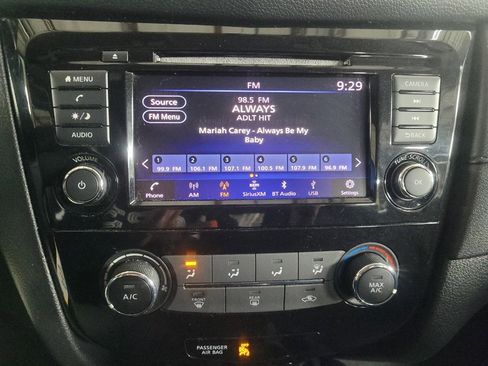 MENU
FM
9:29
CAMERA
Source
98.5 FM
ALWAYS
ADLT HIT
FM Menu
Mariah Carey - Always Be My
Baby
AUDIO
BACK
VOLUME
TUNE·SCROLL
1 2 3 4 5 6
99.9 FM 106.1 FM 107.1 FM 100.5 FM 107.9 FM 96.9 FM
OK
Phone AM FM SiriusXM BT Audio USB Settings
A/C
FRONT
REAR
MAX
A/C
PASSENGER
AIR BAG